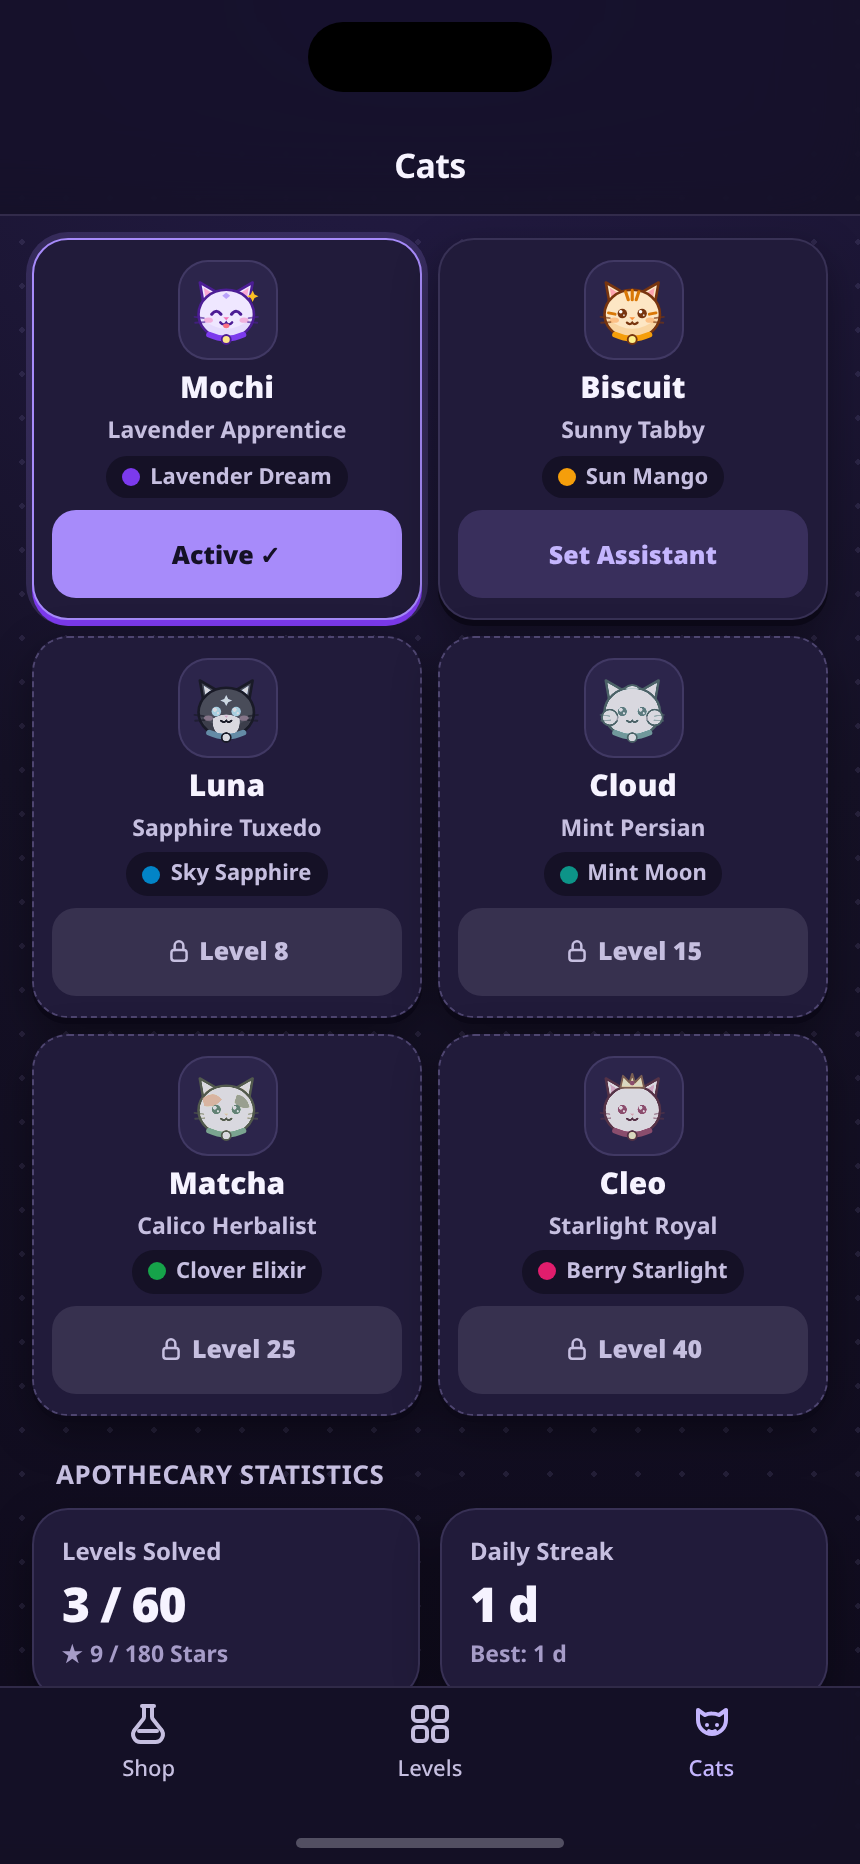 Cats
Mochi
Lavender Apprentice
Lavender Dream
Active ✓
Biscuit
Sunny Tabby
Sun Mango
Set Assistant
Luna
Sapphire Tuxedo
Sky Sapphire
Level 8
Cloud
Mint Persian
Mint Moon
Level 15
Matcha
Calico Herbalist
Clover Elixir
Level 25
Cleo
Starlight Royal
Berry Starlight
Level 40
APOTHECARY STATISTICS
Levels Solved
3 / 60
★ 9 / 180 Stars
Daily Streak
1 d
Best: 1 d
Shop
Levels
Cats